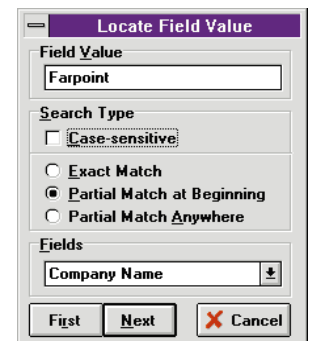 Locate Field Value
Field Value
Farpoint
Search Type
Case-sensitive
Exact Match
Partial Match at Beginning
Partial Match Anywhere
Fields
Company Name
First Next Cancel